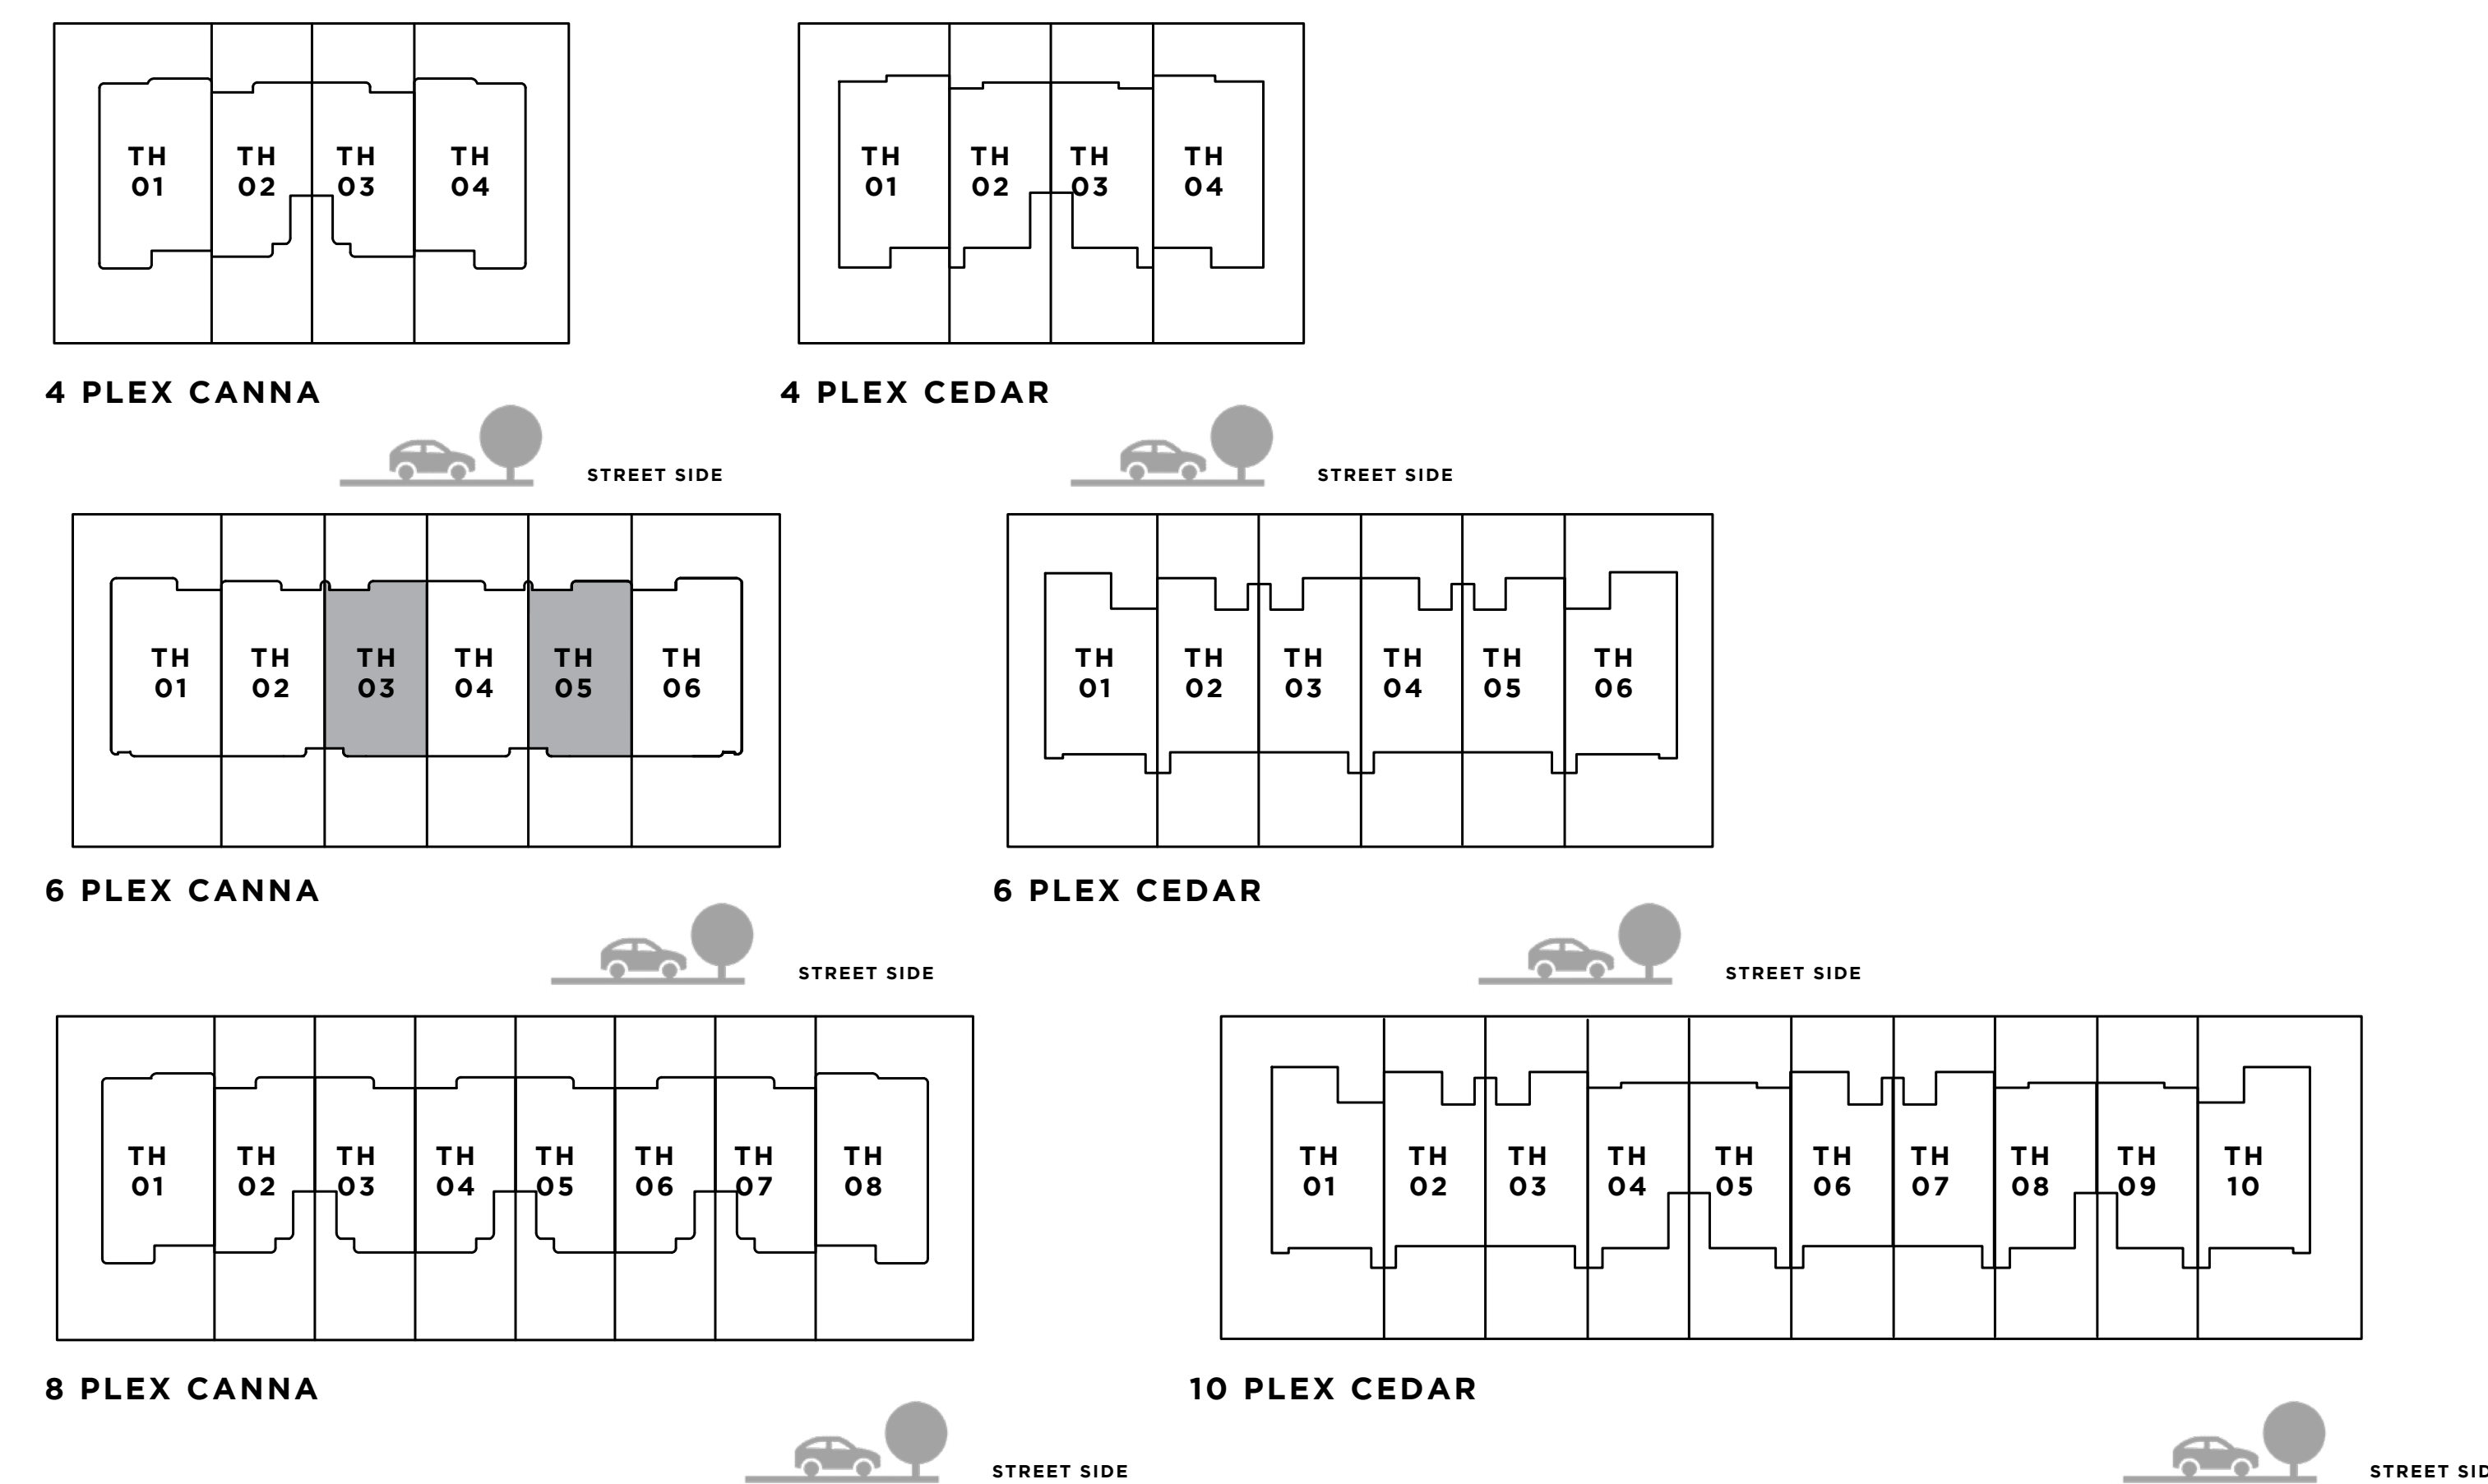 TH
01
TH
02
TH
03
TH
04
4 PLEX CANNA
STREET SIDE
TH
01
TH
02
TH
03
TH
04
4 PLEX CEDAR
STREET SIDE
TH
01
TH
02
TH
03
TH
04
TH
05
TH
06
6 PLEX CANNA
STREET SIDE
TH
01
TH
02
TH
03
TH
04
TH
05
TH
06
6 PLEX CEDAR
STREET SIDE
TH
01
TH
02
TH
03
TH
04
TH
05
TH
06
TH
07
TH
08
8 PLEX CANNA
STREET SIDE
TH
01
TH
02
TH
03
TH
04
TH
05
TH
06
TH
07
TH
08
TH
09
TH
10
10 PLEX CEDAR
STREET